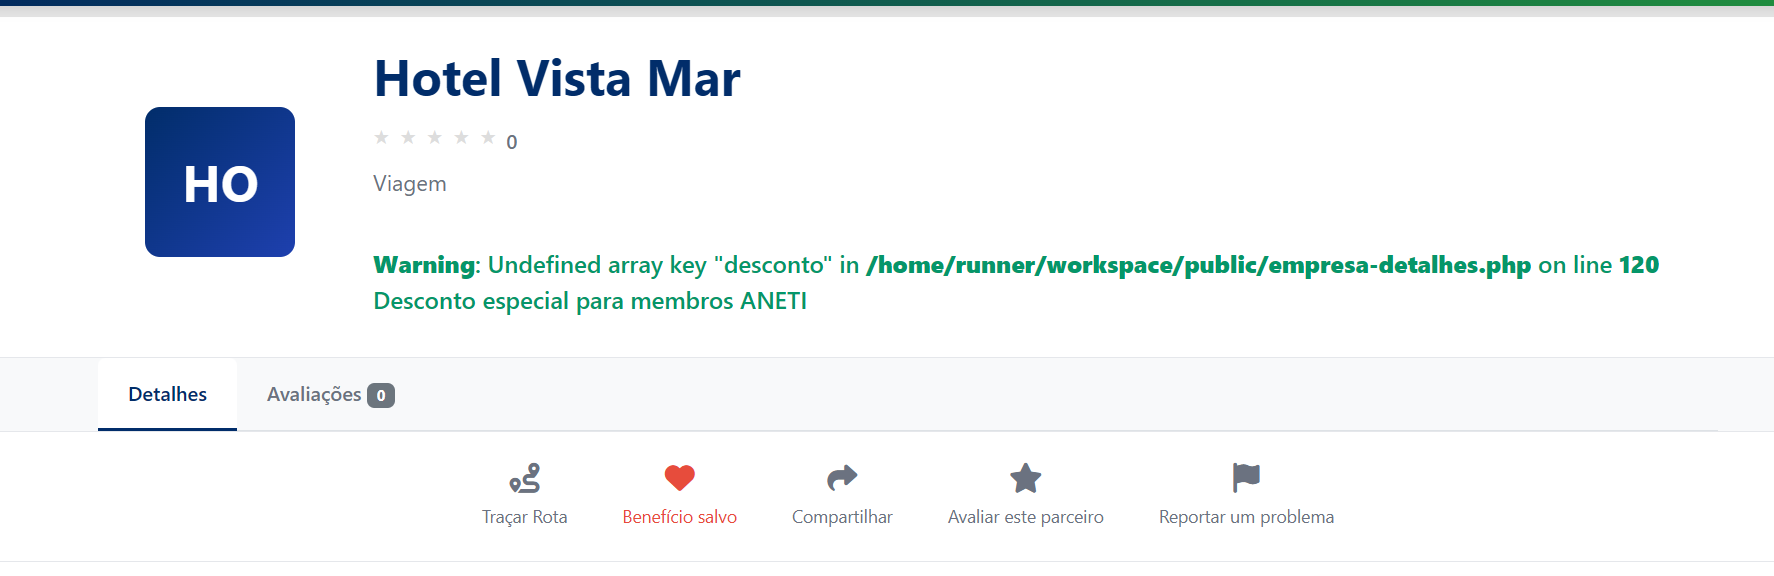 Hotel Vista Mar
HO
0
Viagem
Warning: Undefined array key "desconto" in /home/runner/workspace/public/empresa-detalhes.php on line 120
Desconto especial para membros ANETI
Detalhes
Avaliações 0
Traçar Rota
Benefício salvo
Compartilhar
Avaliar este parceiro
Reportar um problema